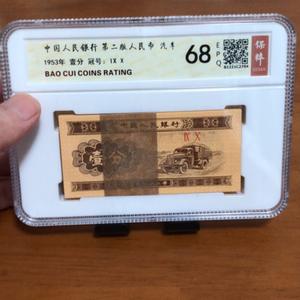 中国人民银行 第二版人民币 汽车
1953年 壹分 冠号：IX X
BAO CUI COINS RATING
68
EPQ
保粹
中国人民银行
IX X
壹分